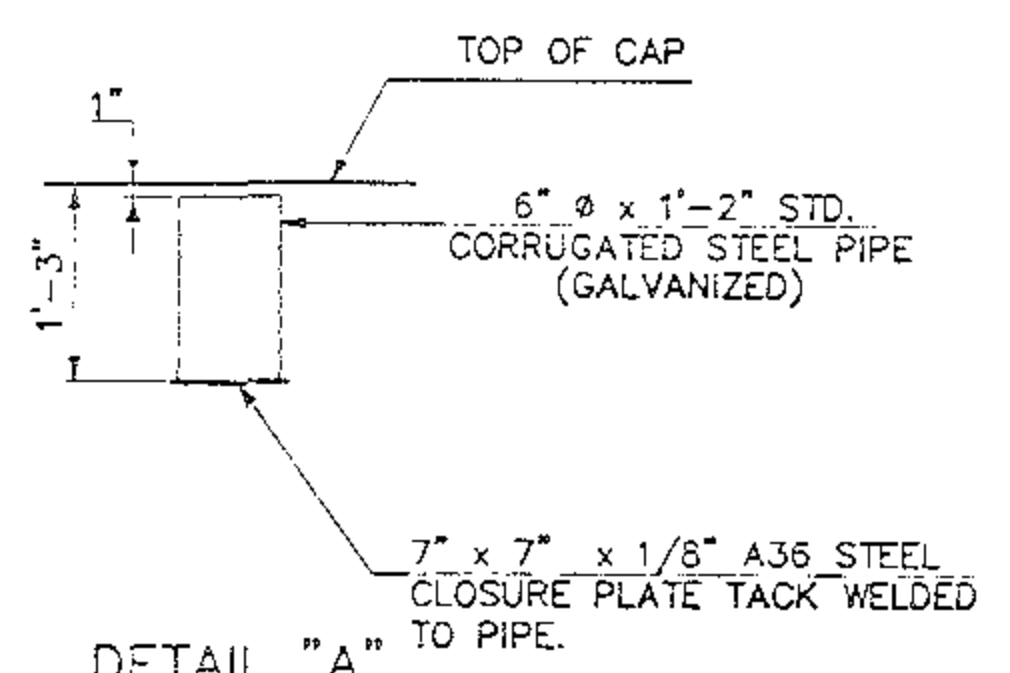 TOP OF CAP
1"
6" Ø x 1'-2" STD.
CORRUGATED STEEL PIPE
(GALVANIZED)
1'-3"
7" x 7" x 1/8" A36 STEEL
CLOSURE PLATE TACK WELDED
TO PIPE.
DETAIL "A"